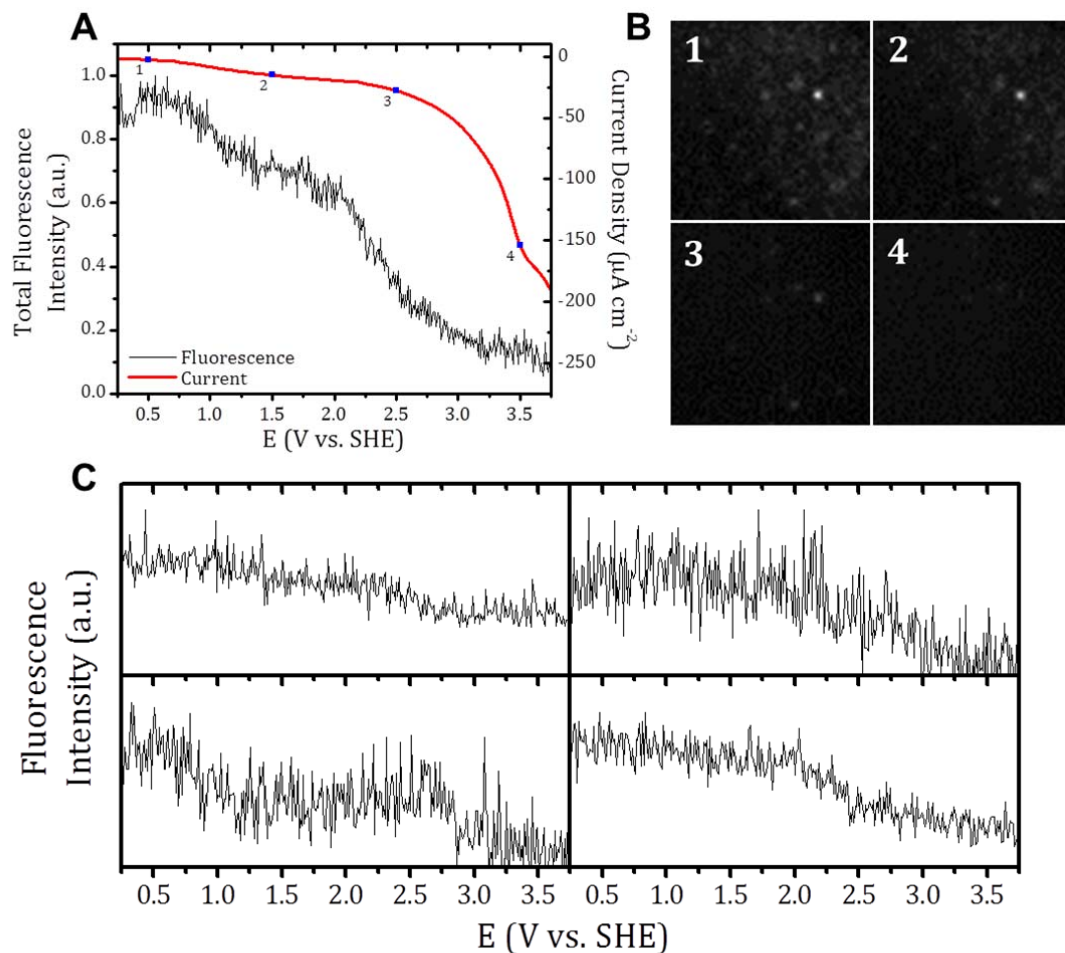 A
Total Fluorescence
Intensity (a.u.)
1.0
0.8
0.6
0.4
0.2
0.0
1
2
3
4
Fluorescence
Current
0.5 1.0 1.5 2.0 2.5 3.0 3.5
E (V vs. SHE)
0
-50
-100
-150
-200
-250
Current Density (μA cm-2)
B
1
2
3
4
C
Fluorescence
Intensity (a.u.)
0.5 1.0 1.5 2.0 2.5 3.0 3.5 0.5 1.0 1.5 2.0 2.5 3.0 3.5
E (V vs. SHE)